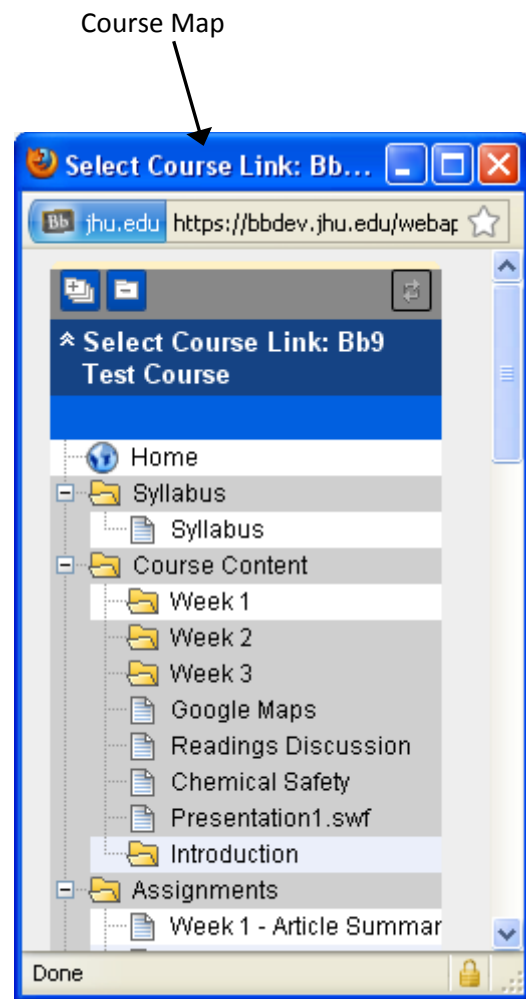 Course Map
Select Course Link: Bb...
Bb jhu.edu https://bbdev.jhu.edu/webap
Select Course Link: Bb9
Test Course
Home
Syllabus
Syllabus
Course Content
Week 1
Week 2
Week 3
Google Maps
Readings Discussion
Chemical Safety
Presentation1.swf
Introduction
Assignments
Week 1 - Article Summar
Done